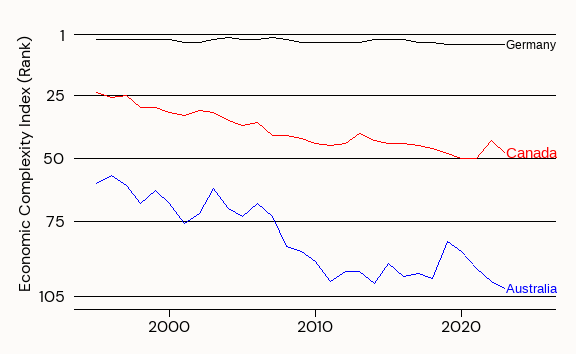 Economic Complexity Index (Rank)
1
Germany
25
Canada
50
75
Australia
105
2000 2010 2020